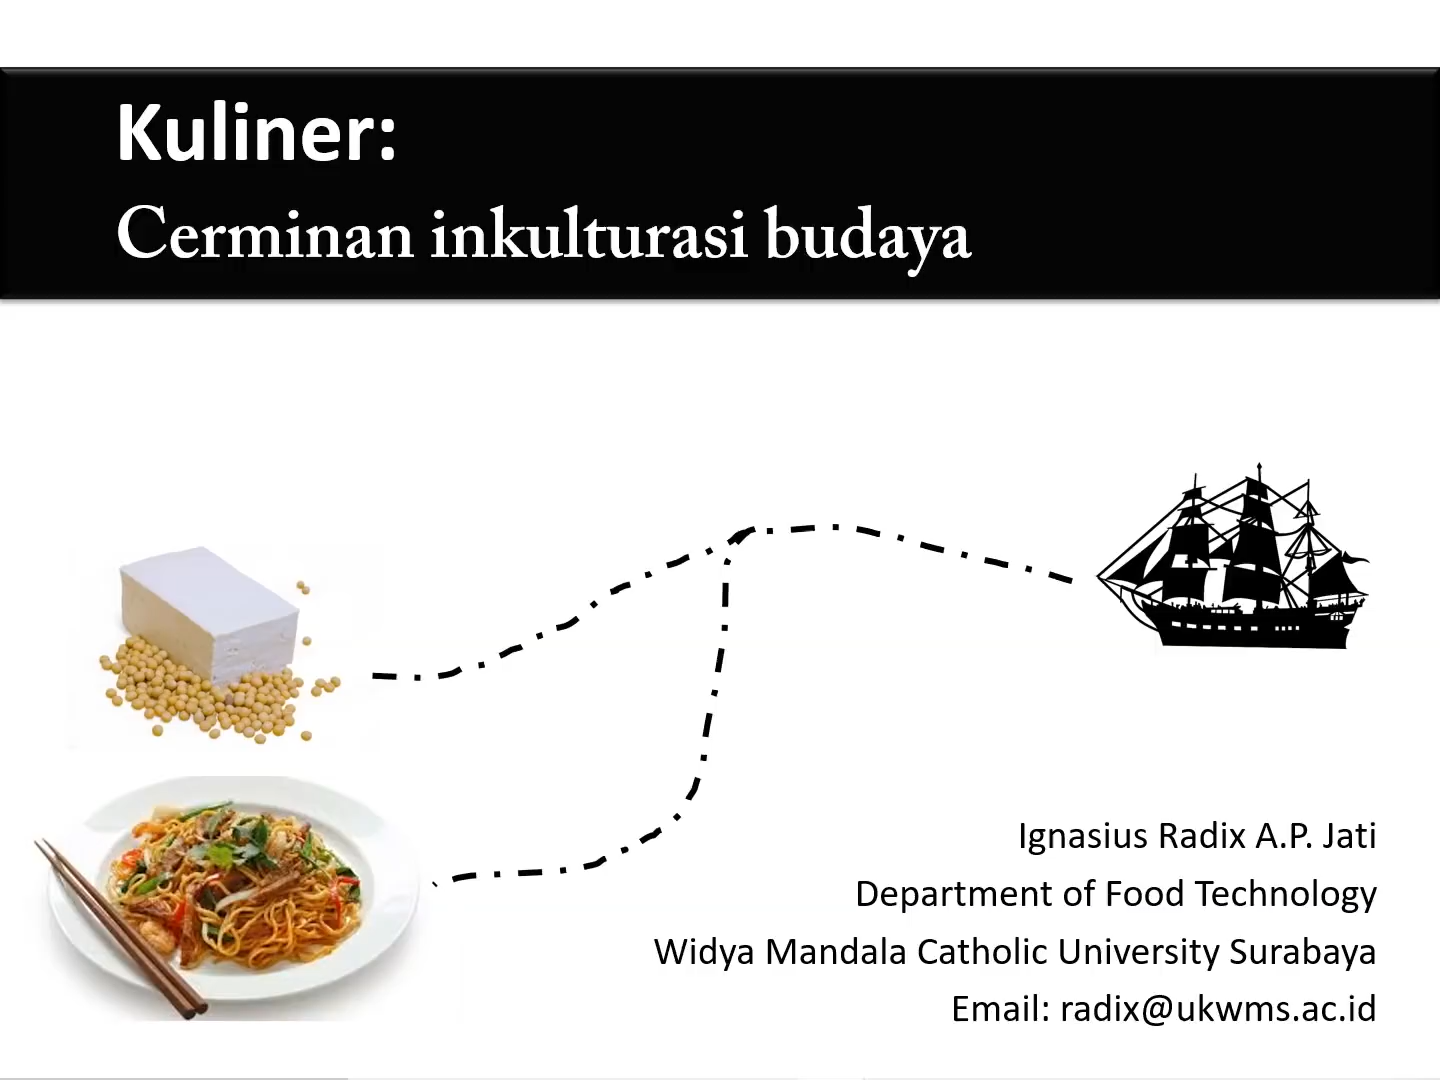 Kuliner:
Cerminan inkulturasi budaya
Ignasius Radix A.P. Jati
Department of Food Technology
Widya Mandala Catholic University Surabaya
Email: radix@ukwms.ac.id